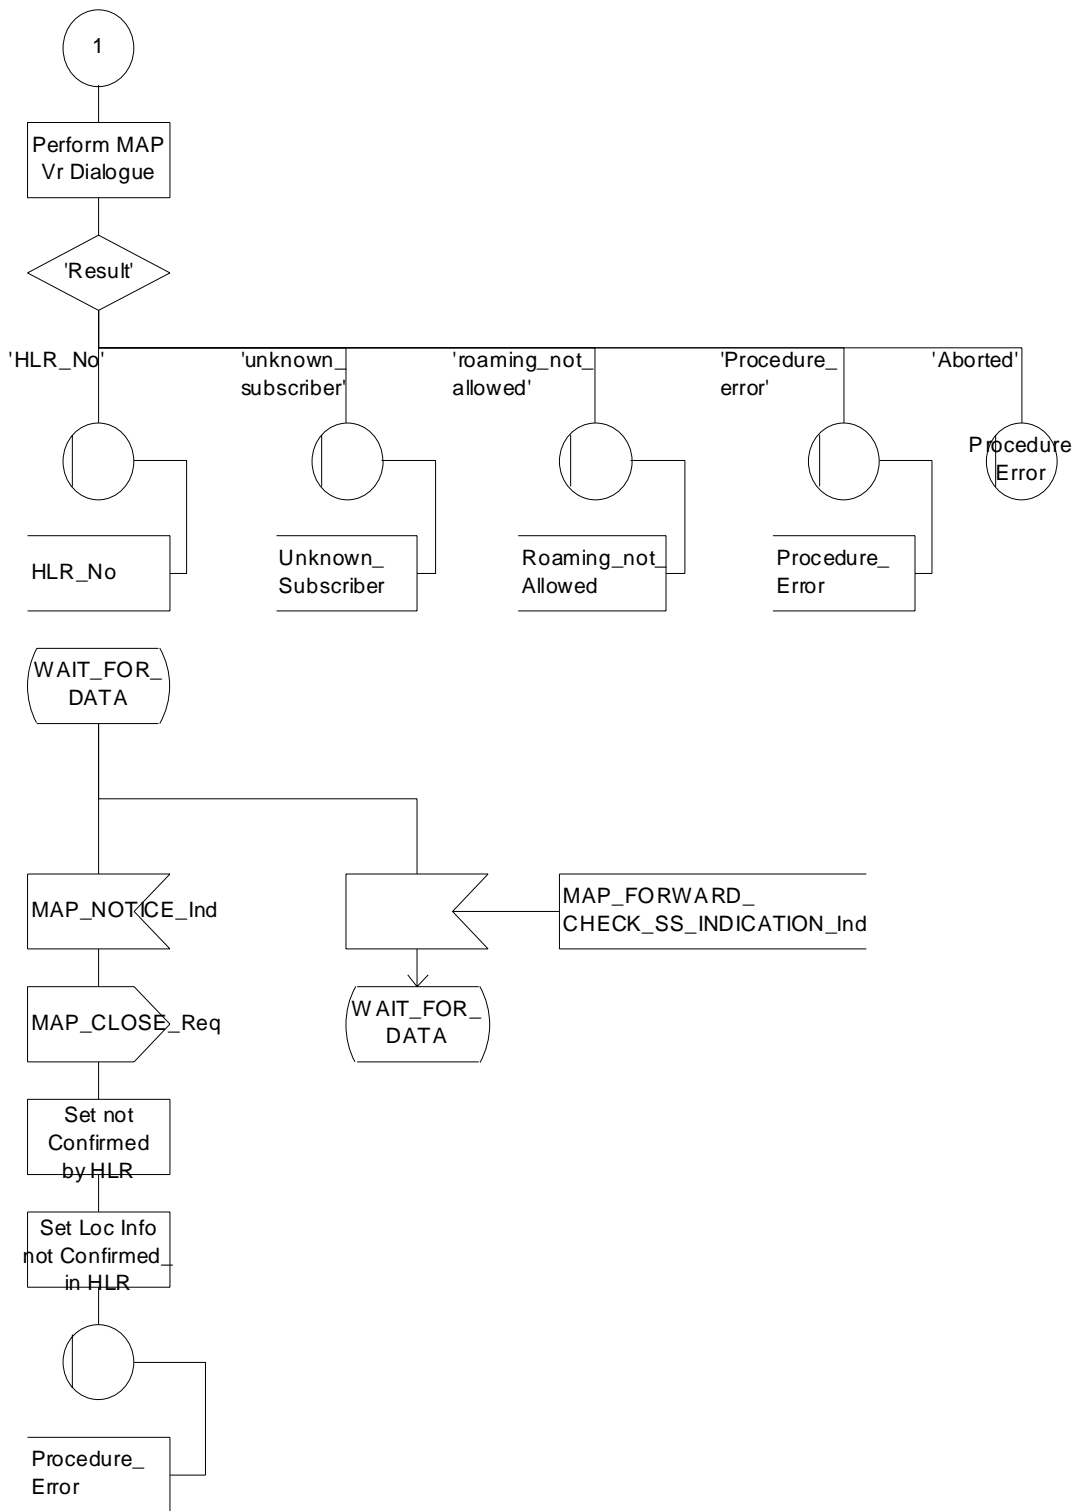 1
Perform MAP
Vr Dialogue
'Result'
'HLR_No'
'unknown_
subscriber'
'roaming_not_
allowed'
'Procedure_
error'
'Aborted'
Procedure
Error
HLR_No
Unknown_
Subscriber
Roaming_not_
Allowed
Procedure_
Error
WAIT_FOR_
DATA
MAP_NOTICE_Ind
MAP_FORWARD_
CHECK_SS_INDICATION_Ind
MAP_CLOSE_Req
WAIT_FOR_
DATA
Set not
Confirmed
by HLR
Set Loc Info
not Confirmed_
in HLR
Procedure_
Error